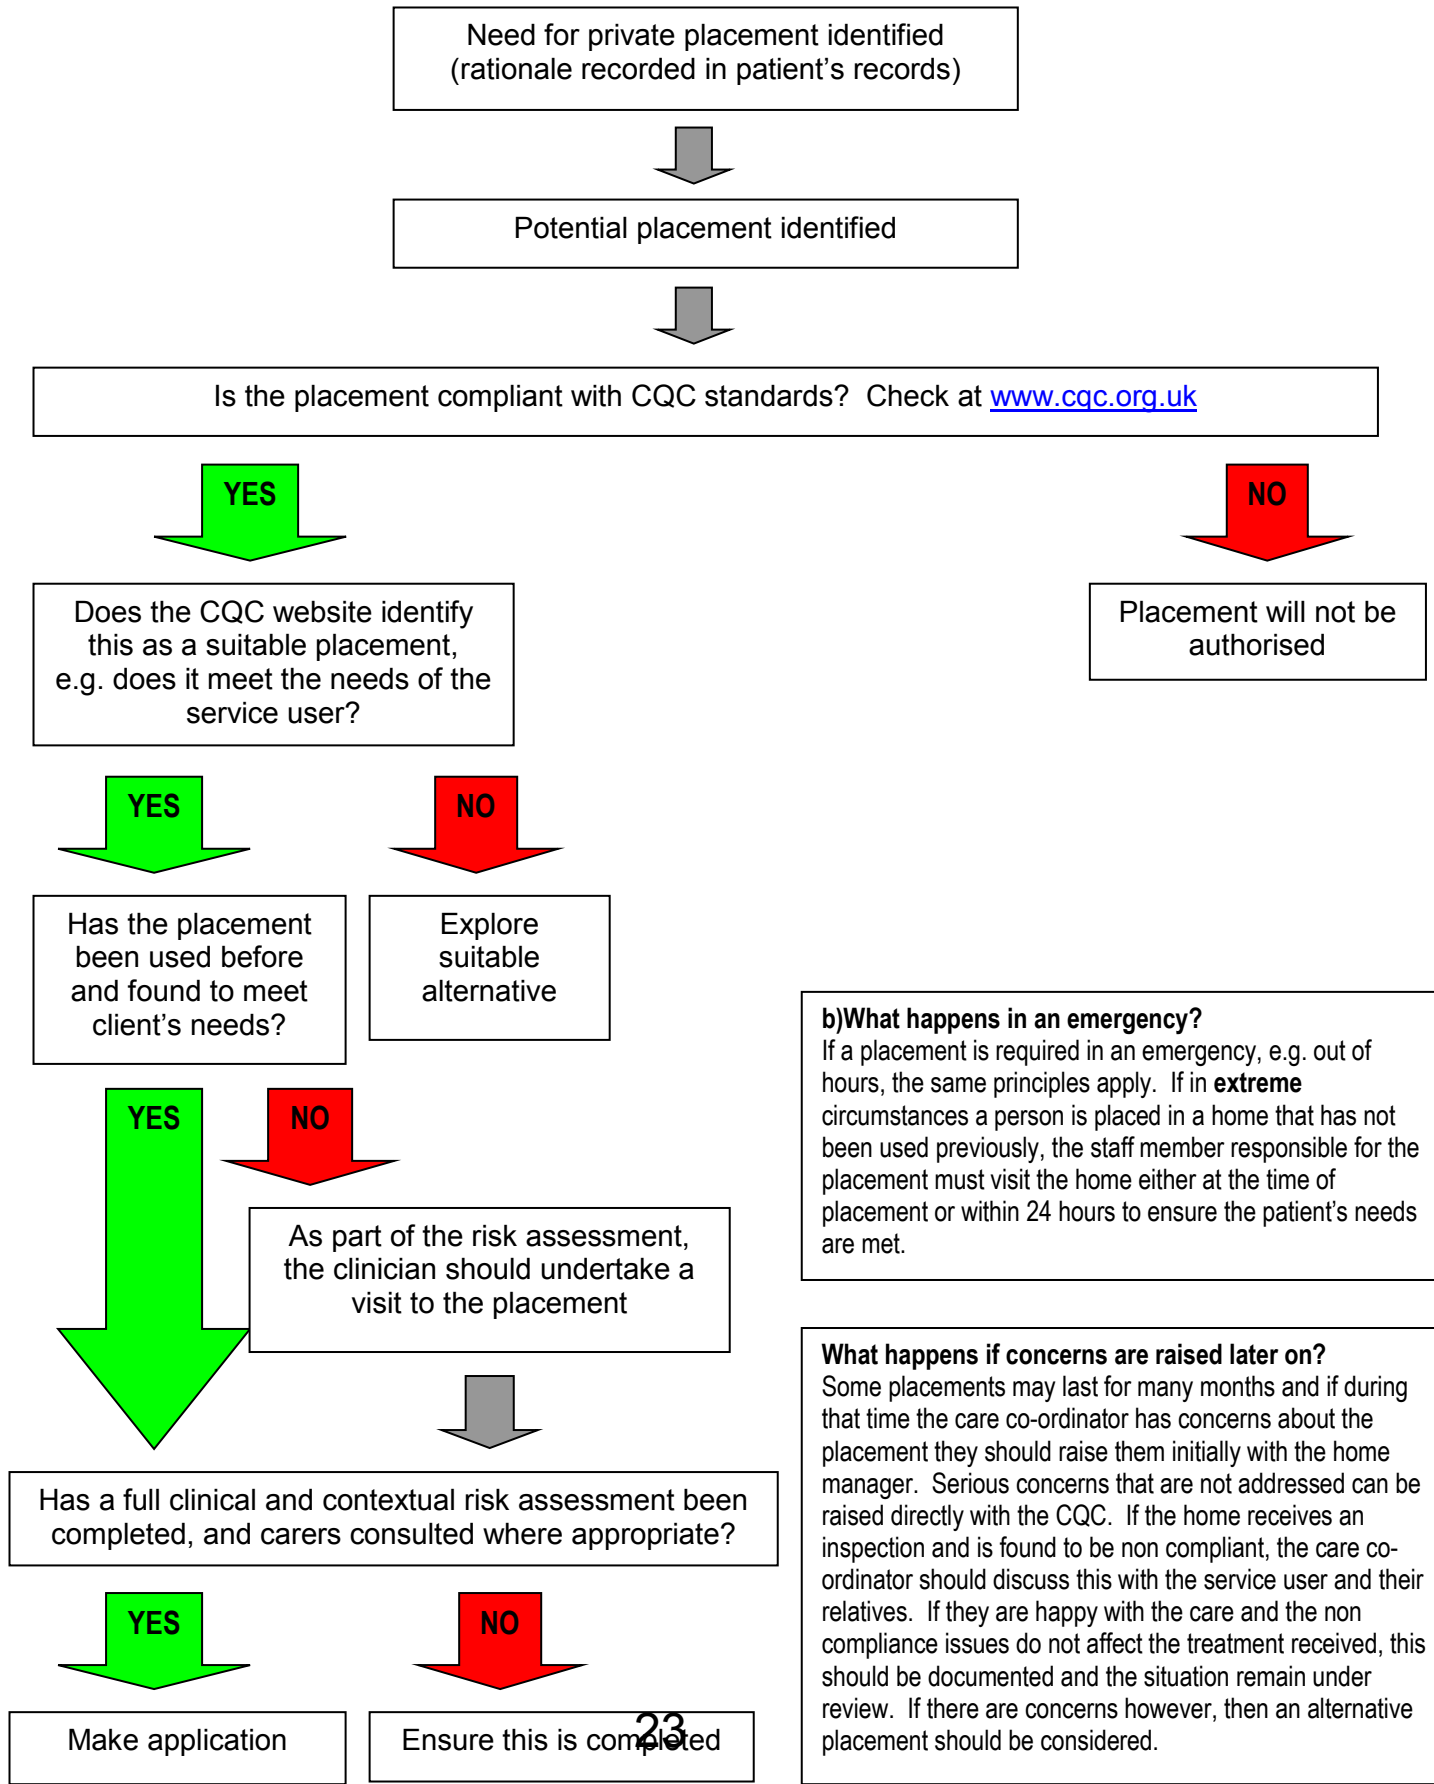 Need for private placement identified
(rationale recorded in patient's records)
Potential placement identified
Is the placement compliant with CQC standards?  Check at www.cqc.org.uk
YES
NO
Does the CQC website identify
this as a suitable placement,
e.g. does it meet the needs of the
service user?
Placement will not be
authorised
YES
NO
Has the placement
been used before
and found to meet
client's needs?
Explore
suitable
alternative
YES
NO
As part of the risk assessment,
the clinician should undertake a
visit to the placement
Has a full clinical and contextual risk assessment been
completed, and carers consulted where appropriate?
YES
NO
Make application
Ensure this is completed
b)What happens in an emergency?
If a placement is required in an emergency, e.g. out of
hours, the same principles apply.  If in extreme
circumstances a person is placed in a home that has not
been used previously, the staff member responsible for the
placement must visit the home either at the time of
placement or within 24 hours to ensure the patient's needs
are met.
What happens if concerns are raised later on?
Some placements may last for many months and if during
that time the care co-ordinator has concerns about the
placement they should raise them initially with the home
manager.  Serious concerns that are not addressed can be
raised directly with the CQC.  If the home receives an
inspection and is found to be non compliant, the care co-
ordinator should discuss this with the service user and their
relatives.  If they are happy with the care and the non
compliance issues do not affect the treatment received, this
should be documented and the situation remain under
review.  If there are concerns however, then an alternative
placement should be considered.
23